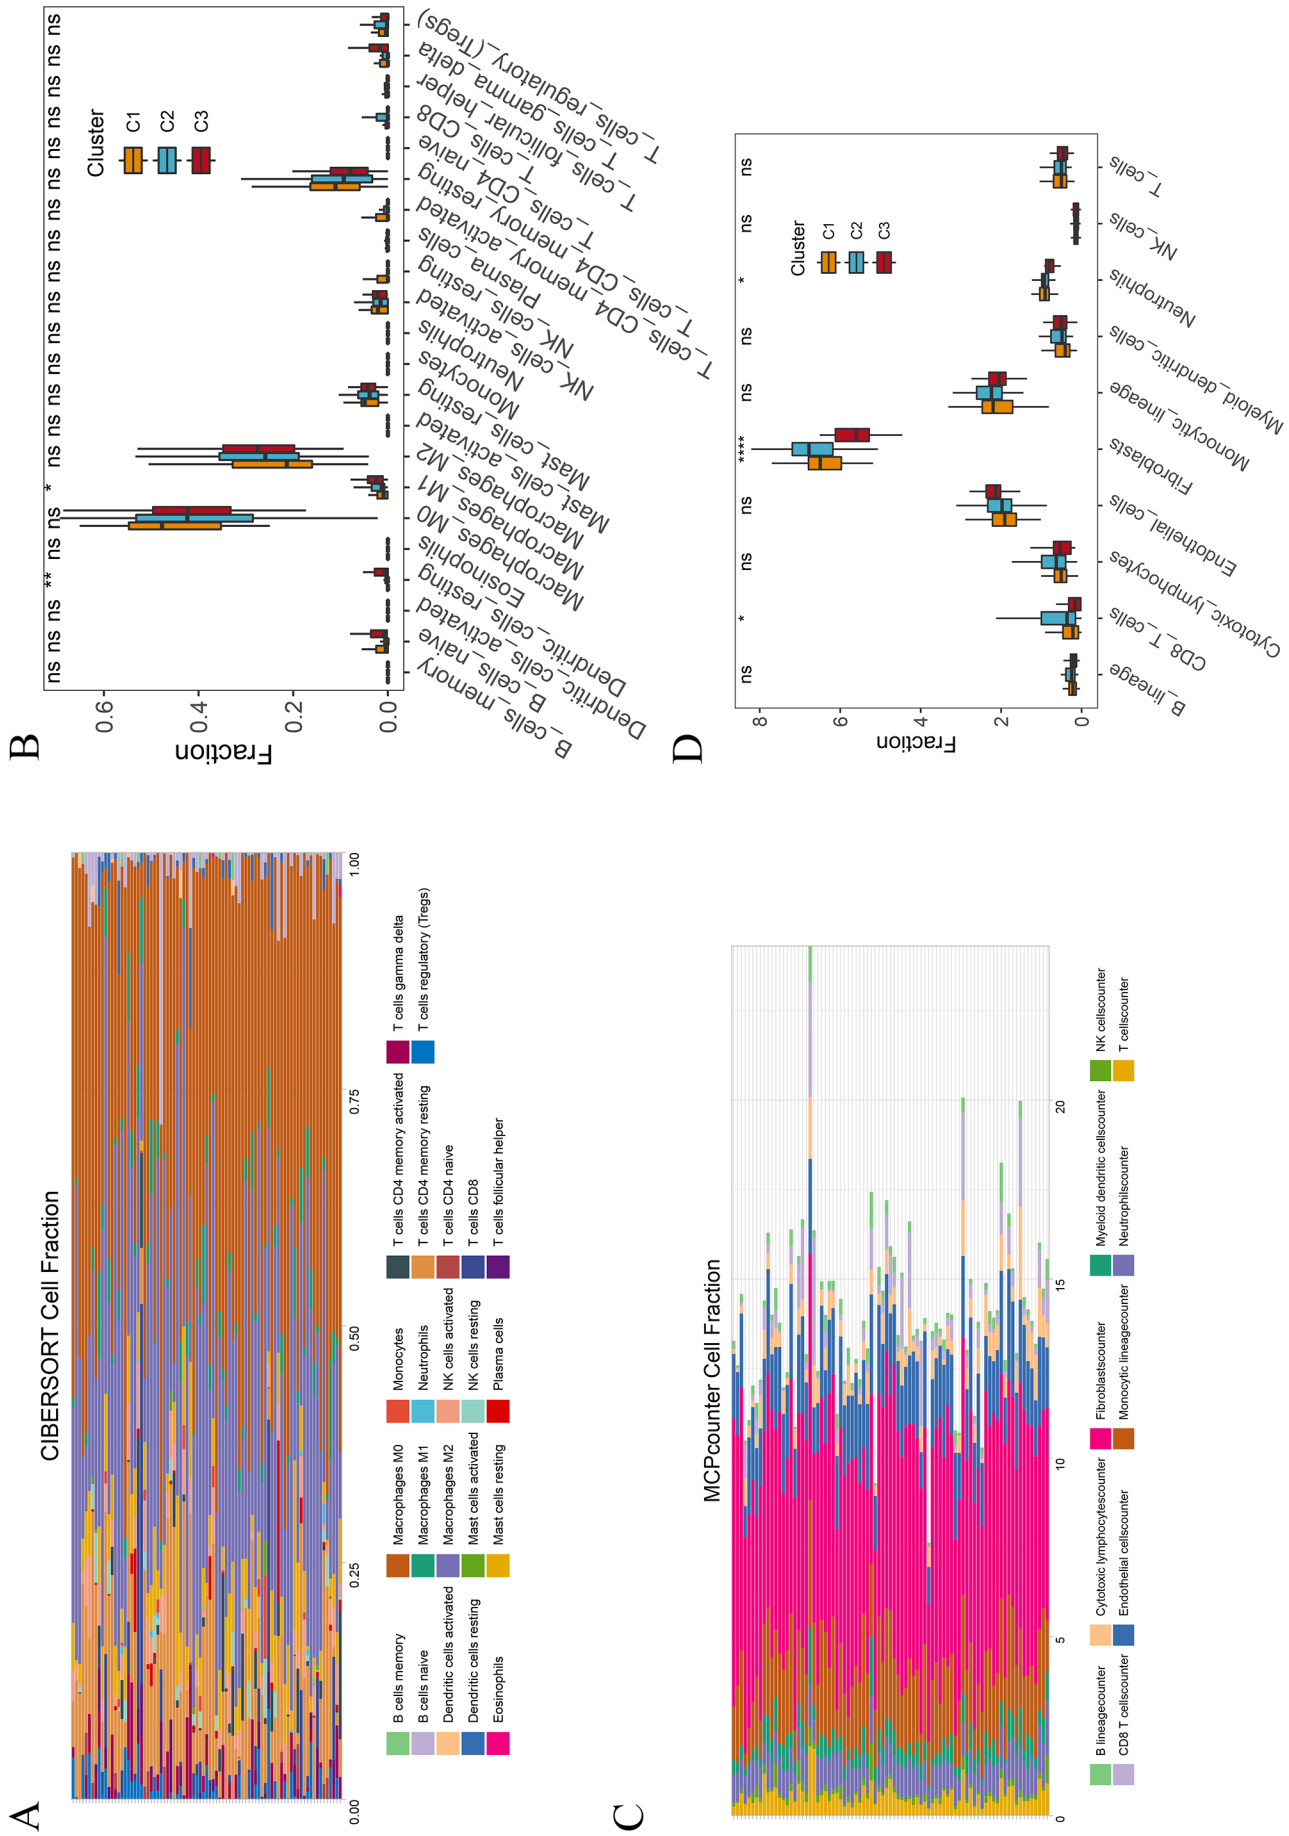 A
CIBERSORT Cell Fraction
0.00 0.25 0.50 0.75 1.00
B cells memory
B cells naive
Dendritic cells activated
Dendritic cells resting
Eosinophils
Macrophages M0
Macrophages M1
Macrophages M2
Mast cells activated
Mast cells resting
Monocytes
Neutrophils
NK cells activated
NK cells resting
Plasma cells
T cells CD4 memory activated
T cells CD4 memory resting
T cells CD4 naive
T cells CD8
T cells follicular helper
T cells gamma delta
T cells regulatory (Tregs)
B
ns ns ns ** ns ns * ns ns ns ns ns ns ns ns ns ns ns ns ns ns ns
Cluster
C1
C2
C3
Fraction
0.6
0.4
0.2
0.0
B_cells_memory
B_cells_naive
Dendritic_cells_activated
Dendritic_cells_resting
Eosinophils
Macrophages_M0
Macrophages_M1
Macrophages_M2
Mast_cells_activated
Mast_cells_resting
Monocytes
Neutrophils
NK_cells_activated
NK_cells_resting
Plasma_cells
T_cells_CD4_memory_activated
T_cells_CD4_memory_resting
T_cells_CD4_naive
T_cells_CD8
T_cells_follicular_helper
T_cells_gamma_delta
T_cells_regulatory_(Tregs)
C
MCPcounter Cell Fraction
0 5 10 15 20
B lineagecounter
CD8 T cellscounter
Cytotoxic lymphocytescounter
Endothelial cellscounter
Fibroblastscounter
Monocytic lineagecounter
Myeloid dendritic cellscounter
Neutrophilscounter
NK cellscounter
T cellscounter
D
ns * ns ns **** ns ns * ns ns
Cluster
C1
C2
C3
Fraction
8
6
4
2
0
B_lineage
CD8_T_cells
Cytotoxic_lymphocytes
Endothelial_cells
Fibroblasts
Monocytic_lineage
Myeloid_dendritic_cells
Neutrophils
NK_cells
T_cells